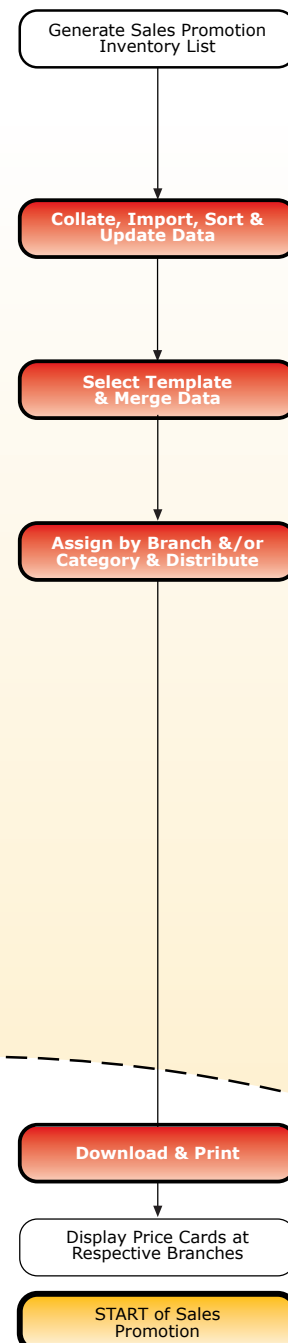 Generate Sales Promotion
Inventory List
Collate, Import, Sort &
Update Data
Select Template
& Merge Data
Assign by Branch &/or
Category & Distribute
Download & Print
Display Price Cards at
Respective Branches
START of Sales
Promotion